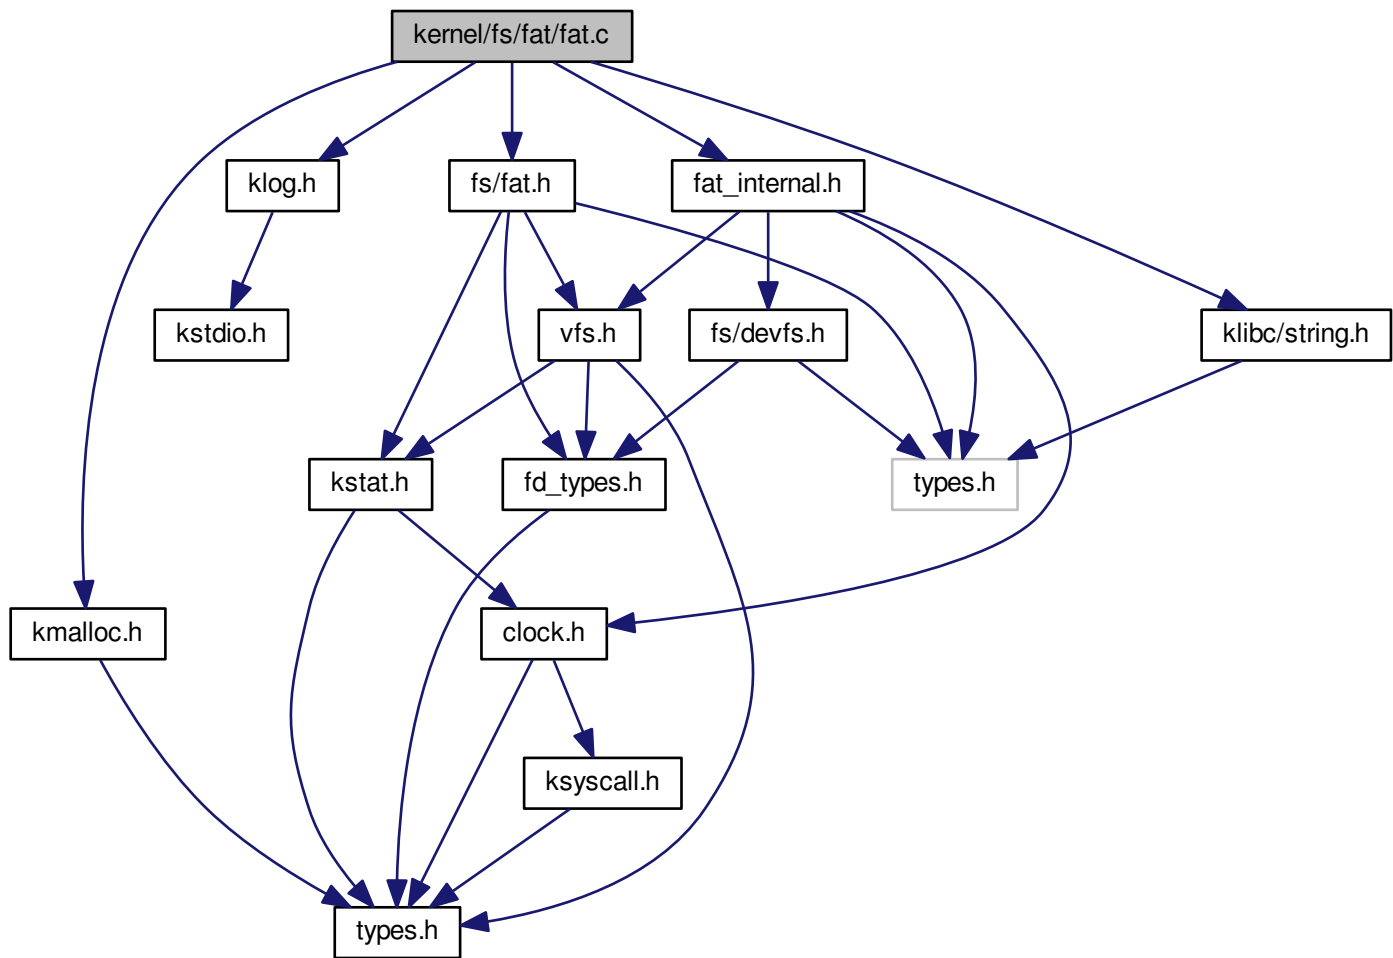 kernel/fs/fat/fat.c
klog.h
fs/fat.h
fat_internal.h
kstdio.h
vfs.h
fs/devfs.h
klibc/string.h
kstat.h
fd_types.h
types.h
kmalloc.h
clock.h
ksyscall.h
types.h